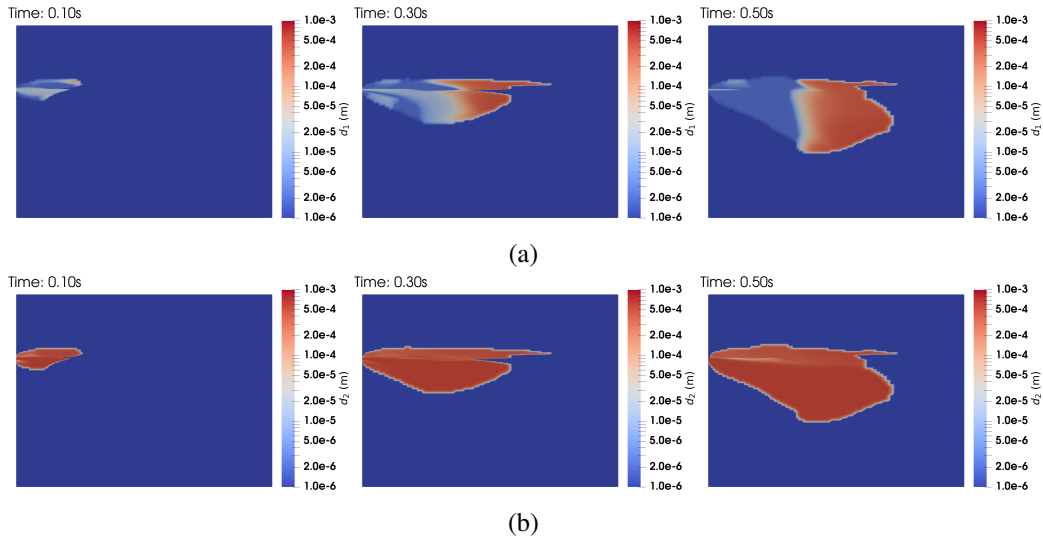 Time: 0.10s
1.0e-3
5.0e-4
2.0e-4
1.0e-4
5.0e-5
2.0e-5
1.0e-5
5.0e-6
2.0e-6
1.0e-6
d₁ (m)
Time: 0.30s
1.0e-3
5.0e-4
2.0e-4
1.0e-4
5.0e-5
2.0e-5
1.0e-5
5.0e-6
2.0e-6
1.0e-6
d₁ (m)
Time: 0.50s
1.0e-3
5.0e-4
2.0e-4
1.0e-4
5.0e-5
2.0e-5
1.0e-5
5.0e-6
2.0e-6
1.0e-6
d₁ (m)
(a)
Time: 0.10s
1.0e-3
5.0e-4
2.0e-4
1.0e-4
5.0e-5
2.0e-5
1.0e-5
5.0e-6
2.0e-6
1.0e-6
d₂ (m)
Time: 0.30s
1.0e-3
5.0e-4
2.0e-4
1.0e-4
5.0e-5
2.0e-5
1.0e-5
5.0e-6
2.0e-6
1.0e-6
d₂ (m)
Time: 0.50s
1.0e-3
5.0e-4
2.0e-4
1.0e-4
5.0e-5
2.0e-5
1.0e-5
5.0e-6
2.0e-6
1.0e-6
d₂ (m)
(b)